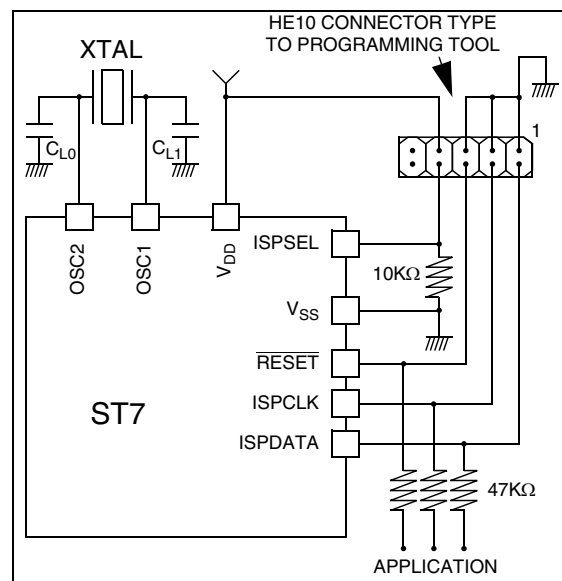 HE10 CONNECTOR TYPE
TO PROGRAMMING TOOL
XTAL
1
CL0
CL1
OSC2
OSC1
VDD
ISPSEL
10KΩ
VSS
RESET
ISPCLK
ST7
ISPDATA
47KΩ
APPLICATION